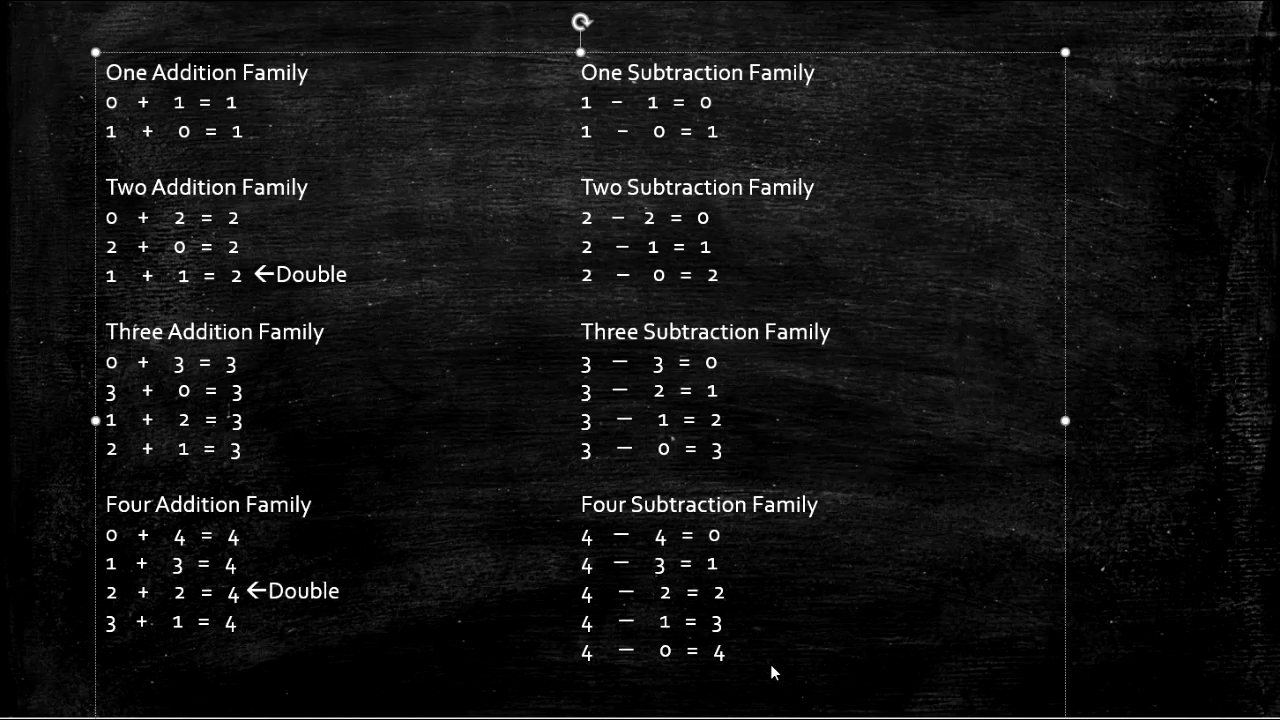 One Addition Family
0 + 1 = 1
1 + 0 = 1
Two Addition Family
0 + 2 = 2
2 + 0 = 2
1 + 1 = 2 ←Double
Three Addition Family
0 + 3 = 3
3 + 0 = 3
1 + 2 = 3
2 + 1 = 3
Four Addition Family
0 + 4 = 4
1 + 3 = 4
2 + 2 = 4 ←Double
3 + 1 = 4
One Subtraction Family
1 – 1 = 0
1 – 0 = 1
Two Subtraction Family
2 – 2 = 0
2 – 1 = 1
2 – 0 = 2
Three Subtraction Family
3 – 3 = 0
3 – 2 = 1
3 – 1 = 2
3 – 0 = 3
Four Subtraction Family
4 – 4 = 0
4 – 3 = 1
4 – 2 = 2
4 – 1 = 3
4 – 0 = 4